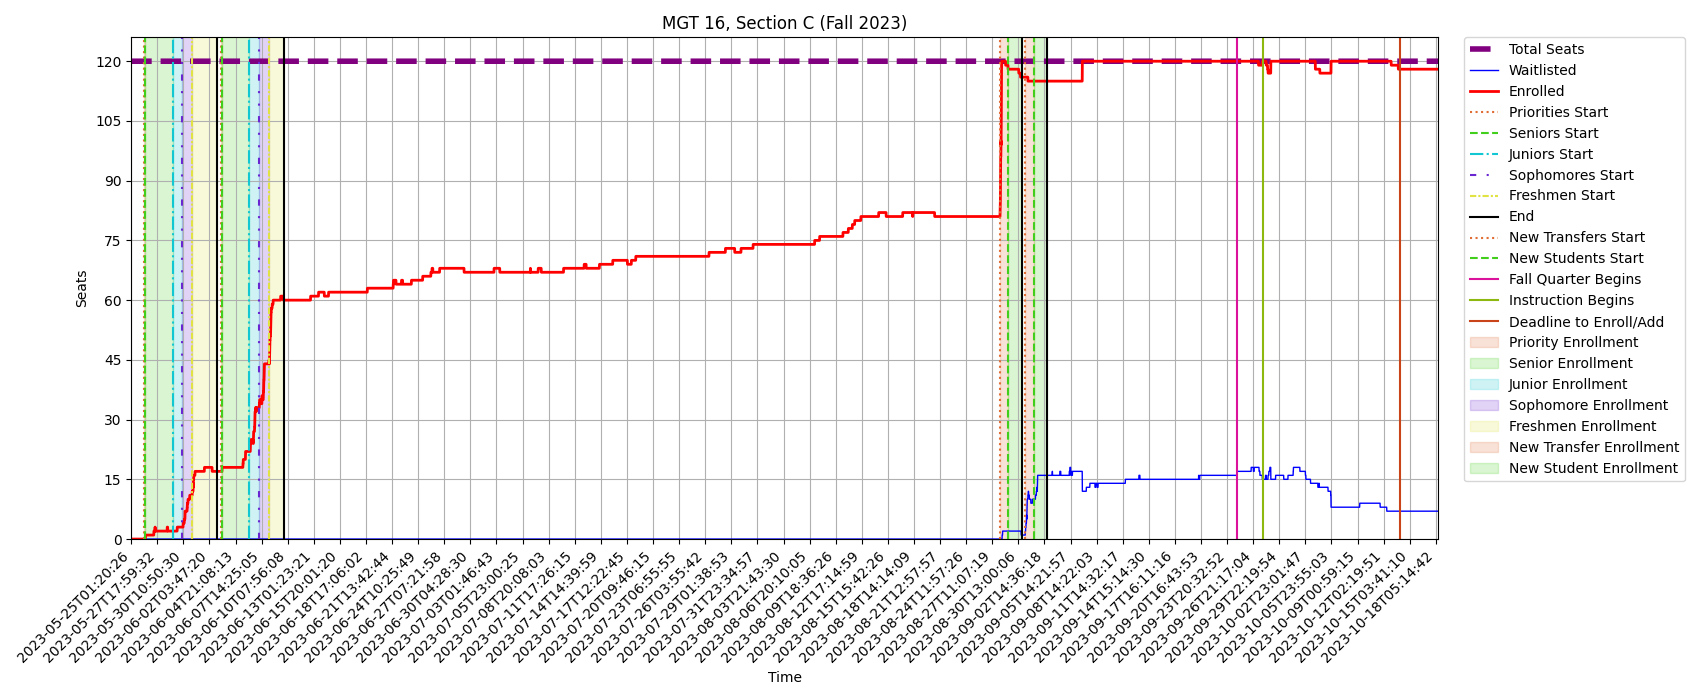 MGT 16, Section C (Fall 2023)
Seats
120
105
90
75
60
45
30
15
0
2023-05-25T01:20:26
2023-05-27T17:59:32
2023-05-30T10:50:30
2023-06-02T03:47:20
2023-06-04T21:08:13
2023-06-07T14:25:05
2023-06-10T07:56:08
2023-06-13T01:23:21
2023-06-15T20:01:20
2023-06-18T17:06:02
2023-06-21T13:42:44
2023-06-24T10:25:49
2023-06-27T07:21:58
2023-06-30T04:28:30
2023-07-03T01:46:43
2023-07-05T23:00:25
2023-07-08T20:08:03
2023-07-11T17:26:15
2023-07-14T14:39:59
2023-07-17T12:22:45
2023-07-20T09:46:15
2023-07-23T06:55:55
2023-07-26T03:55:42
2023-07-29T01:38:53
2023-07-31T23:34:57
2023-08-03T21:43:30
2023-08-06T20:10:05
2023-08-09T18:36:26
2023-08-12T17:14:59
2023-08-15T15:42:26
2023-08-18T14:14:09
2023-08-21T12:57:57
2023-08-24T11:57:26
2023-08-27T11:07:19
2023-08-30T13:00:06
2023-09-02T14:36:18
2023-09-05T14:21:57
2023-09-08T14:22:03
2023-09-11T14:32:17
2023-09-14T15:14:30
2023-09-17T16:11:16
2023-09-20T16:43:53
2023-09-23T20:32:52
2023-09-26T21:17:04
2023-09-29T22:19:54
2023-10-02T23:01:47
2023-10-05T23:55:03
2023-10-09T00:59:15
2023-10-12T02:19:51
2023-10-15T03:41:10
2023-10-18T05:14:42
Time
Total Seats
Waitlisted
Enrolled
Priorities Start
Seniors Start
Juniors Start
Sophomores Start
Freshmen Start
End
New Transfers Start
New Students Start
Fall Quarter Begins
Instruction Begins
Deadline to Enroll/Add
Priority Enrollment
Senior Enrollment
Junior Enrollment
Sophomore Enrollment
Freshmen Enrollment
New Transfer Enrollment
New Student Enrollment